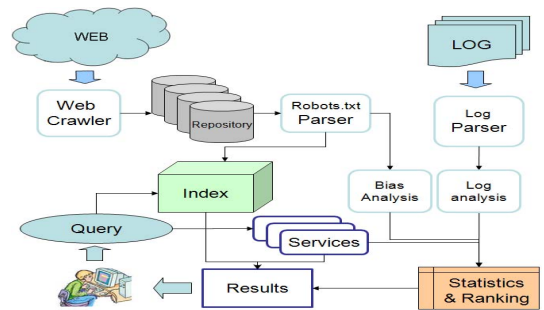 WEB
LOG
Web
Crawler
Repository
Robots.txt
Parser
Log
Parser
Index
Bias
Analysis
Log
analysis
Query
Services
Results
Statistics
& Ranking